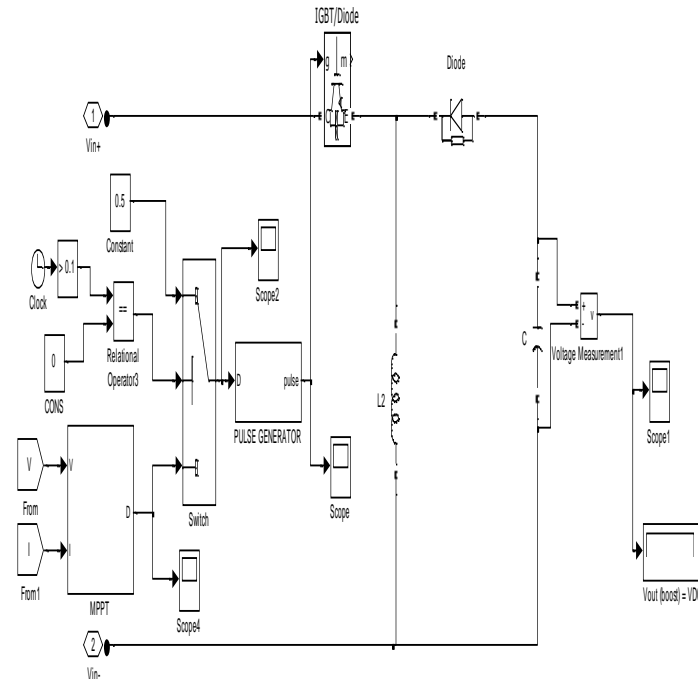 IGBT/Diode
g m
C E
Diode
1
Vin+
0.5
Constant
Clock
> 0.1
==
Relational
Operator3
0
CONS
Scope2
D pulse
PULSE GENERATOR
Switch
Scope
L2
C
+
-
v
Voltage Measurement1
Scope1
V
From
V
I
From1
I
D
MPPT
Scope4
Vout (boost) = VD
2
Vin-